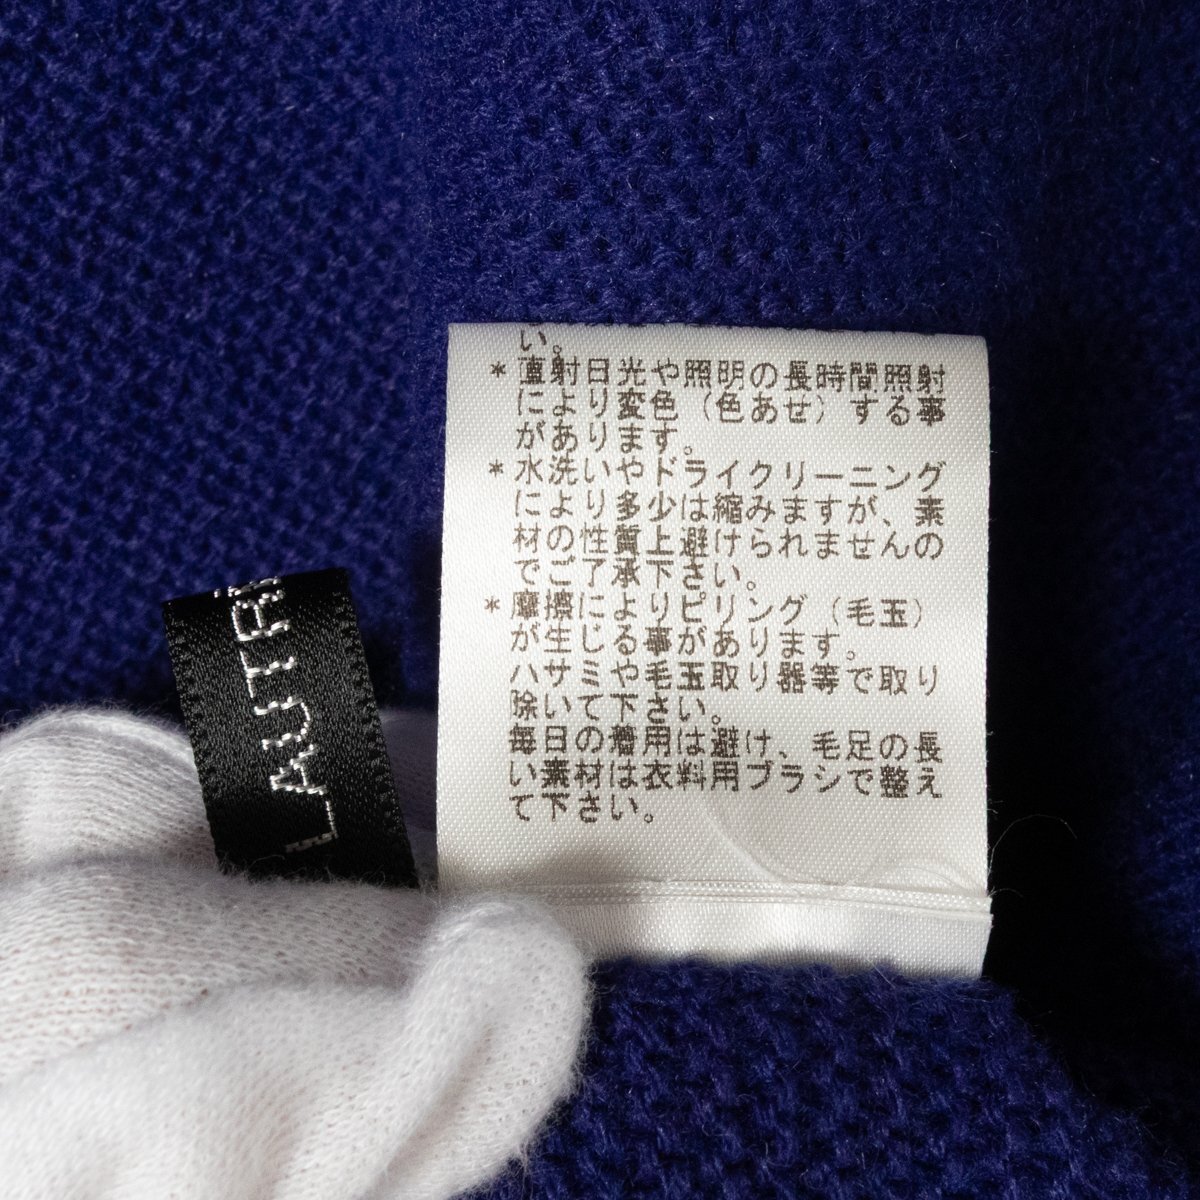 い。
* 直射日光や照明の長時間照射
により変色（色あせ）する事
があります。
* 水洗いやドライクリーニング
により多少は縮みますが、素
材の性質上避けられませんの
でご了承下さい。
* 摩擦によりピリング（毛玉）
が生じる事があります。
ハサミや毛玉取り器等で取り
除いて下さい。
毎日の着用は避け、毛足の長
い素材は衣料用ブラシで整え
て下さい。
L'AUTR